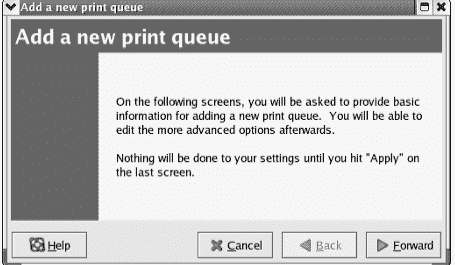 Add a new print queue
Add a new print queue
On the following screens, you will be asked to provide basic
information for adding a new print queue.  You will be able to
edit the more advanced options afterwards.
Nothing will be done to your settings until you hit "Apply" on
the last screen.
Help
Cancel
Back
Forward